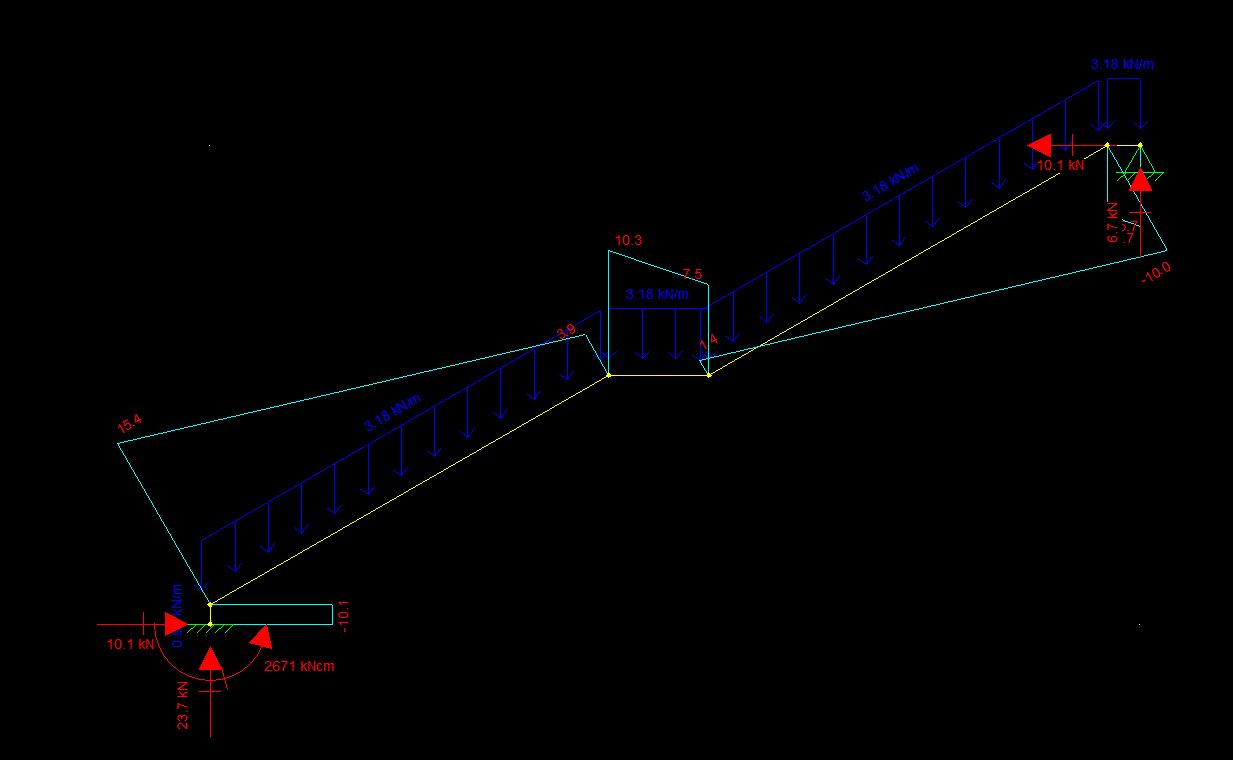 3.18 kN/m
10.1 kN
3.18 kN/m
6.7 kN
10.3
7.5
-10.0
3.18 kN/m
3.9
1.4
3.18 kN/m
15.4
-10.1
10.1 kN
2671 kNcm
23.7 kN